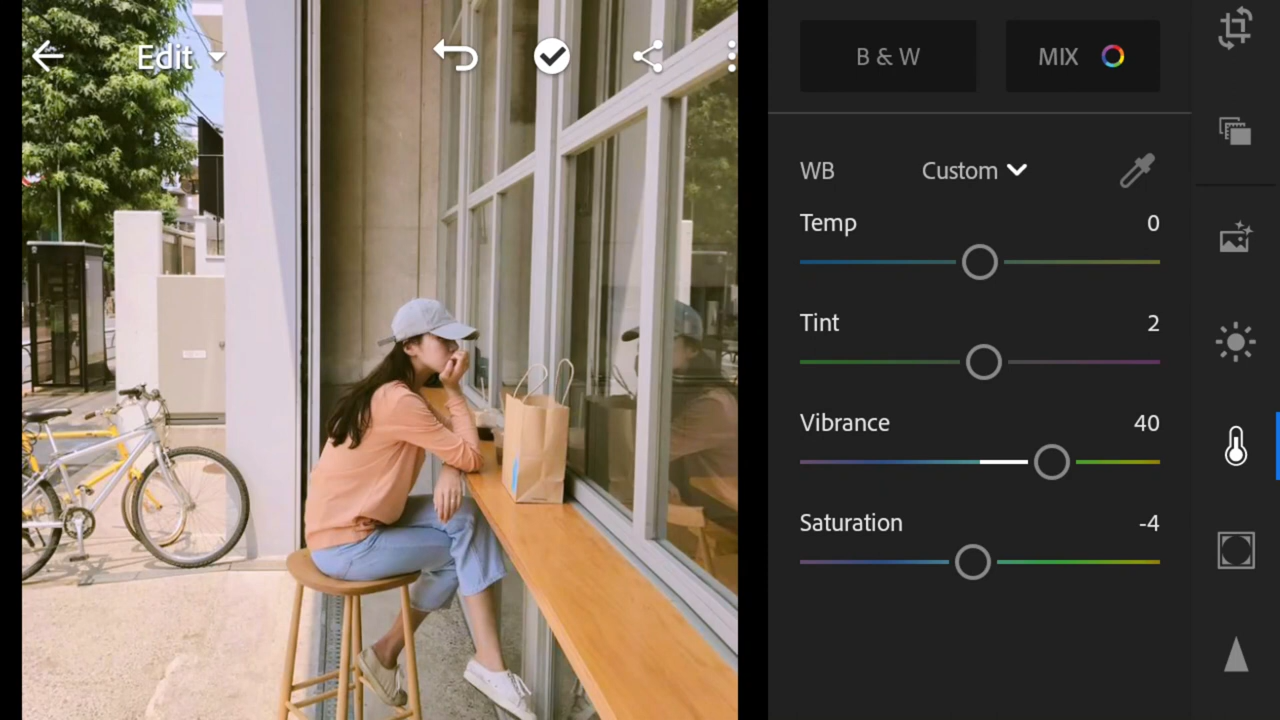 Edit
B & W
MIX
WB
Custom
Temp
0
Tint
2
Vibrance
40
Saturation
-4